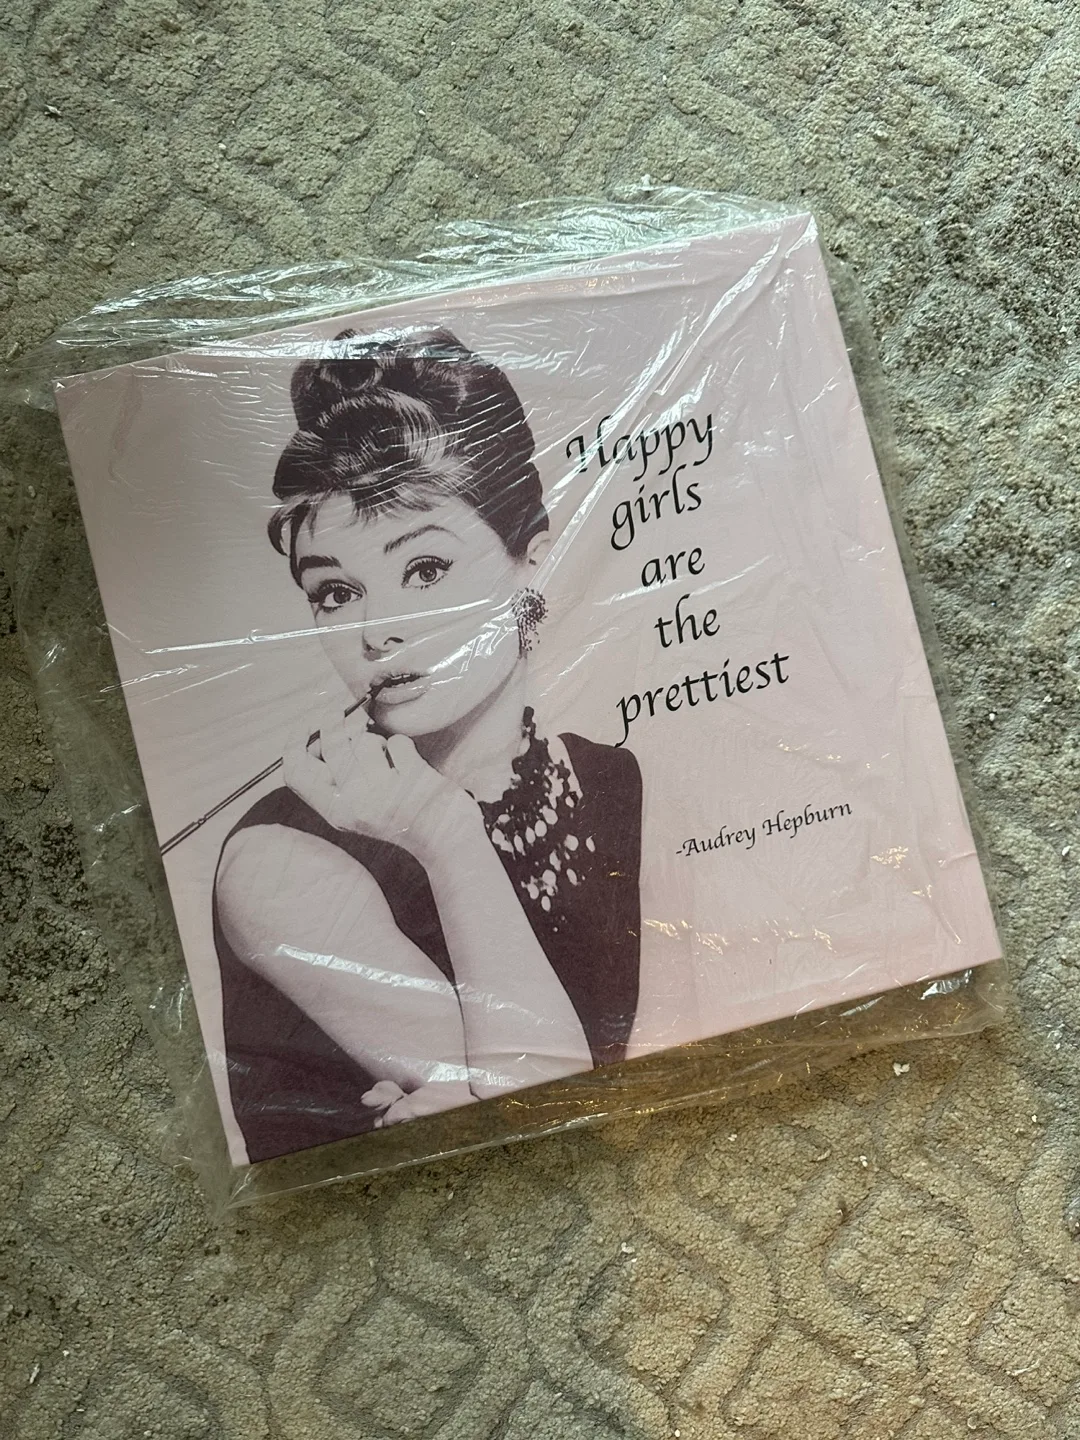 Happy
girls
are
the
prettiest
-Audrey Hepburn